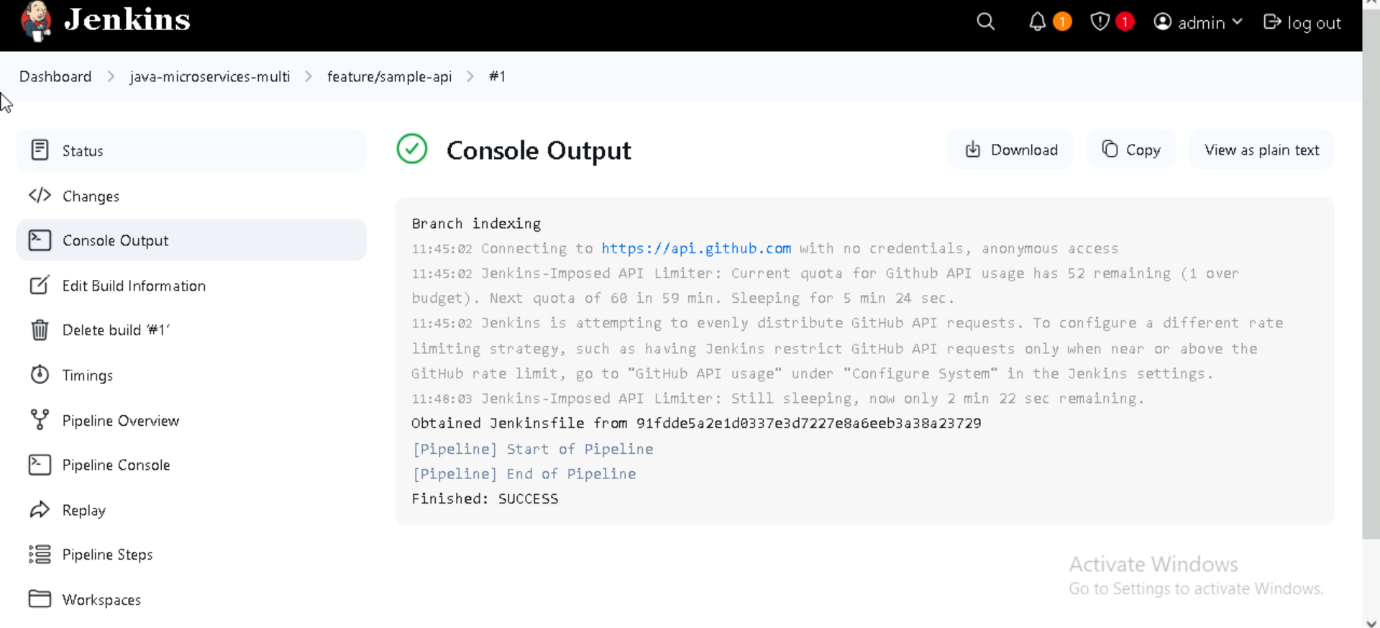 Jenkins
1
1
admin
log out
Dashboard
java-microservices-multi
feature/sample-api
#1
Status
Changes
Console Output
Edit Build Information
Delete build ‘#1’
Timings
Pipeline Overview
Pipeline Console
Replay
Pipeline Steps
Workspaces
Console Output
Download
Copy
View as plain text
Branch indexing
11:45:02 Connecting to https://api.github.com with no credentials, anonymous access
11:45:02 Jenkins-Imposed API Limiter: Current quota for Github API usage has 52 remaining (1 over
budget). Next quota of 60 in 59 min. Sleeping for 5 min 24 sec.
11:45:02 Jenkins is attempting to evenly distribute GitHub API requests. To configure a different rate
limiting strategy, such as having Jenkins restrict GitHub API requests only when near or above the
GitHub rate limit, go to "GitHub API usage" under "Configure System" in the Jenkins settings.
11:48:03 Jenkins-Imposed API Limiter: Still sleeping, now only 2 min 22 sec remaining.
Obtained Jenkinsfile from 91fdde5a2e1d0337e3d7227e8a6eeb3a38a23729
[Pipeline] Start of Pipeline
[Pipeline] End of Pipeline
Finished: SUCCESS
Activate Windows
Go to Settings to activate Windows.